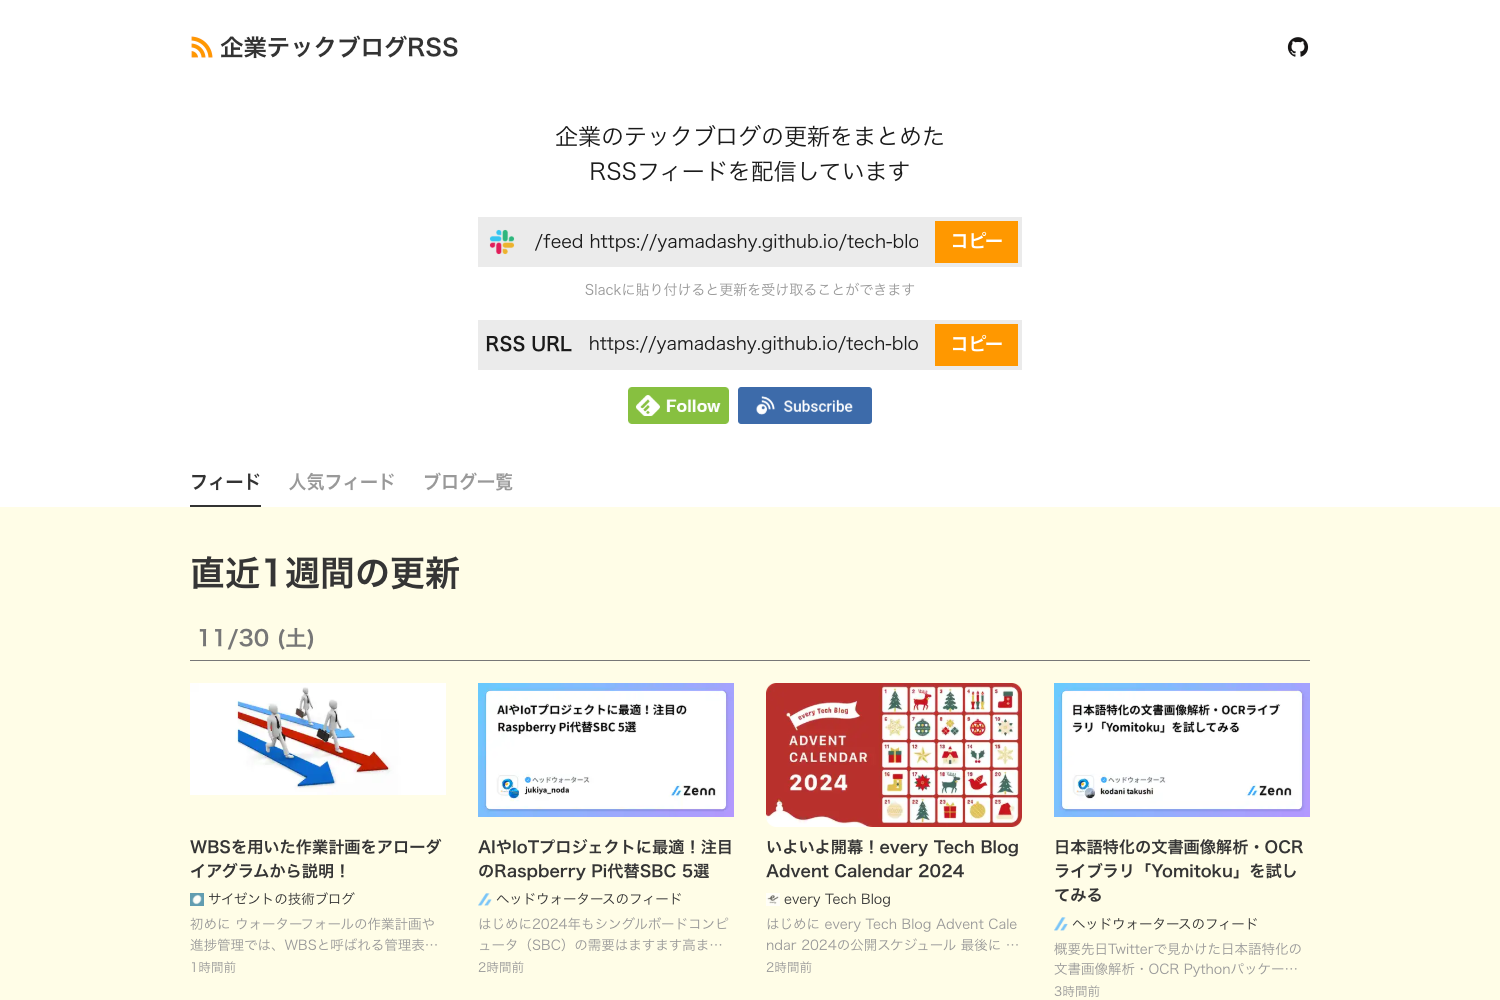 企業テックブログRSS
企業のテックブログの更新をまとめた
RSSフィードを配信しています
/feed https://yamadashy.github.io/tech-blo
コピー
Slackに貼り付けると更新を受け取ることができます
RSS URL
https://yamadashy.github.io/tech-blo
コピー
Follow
Subscribe
フィード
人気フィード
ブログ一覧
直近1週間の更新
11/30 (土)
WBSを用いた作業計画をアローダ
イアグラムから説明！
サイゼントの技術ブログ
初めに ウォーターフォールの作業計画や
進捗管理では、WBSと呼ばれる管理表…
1時間前
AIやIoTプロジェクトに最適！注目の
Raspberry Pi代替SBC 5選
ヘッドウォータース
jukiya_noda
Zenn
AIやIoTプロジェクトに最適！注目
のRaspberry Pi代替SBC 5選
ヘッドウォータースのフィード
はじめに2024年もシングルボードコンピ
ュータ（SBC）の需要はますます高ま…
2時間前
every Tech Blog
ADVENT
CALENDAR
2024
いよいよ開幕！every Tech Blog
Advent Calendar 2024
every Tech Blog
はじめに every Tech Blog Advent Cale
ndar 2024の公開スケジュール 最後に …
2時間前
日本語特化の文書画像解析・OCRライブ
ラリ「Yomitoku」を試してみる
ヘッドウォータース
kodani takushi
Zenn
日本語特化の文書画像解析・OCR
ライブラリ「Yomitoku」を試し
てみる
ヘッドウォータースのフィード
概要先日Twitterで見かけた日本語特化の
文書画像解析・OCR Pythonパッケー…
3時間前